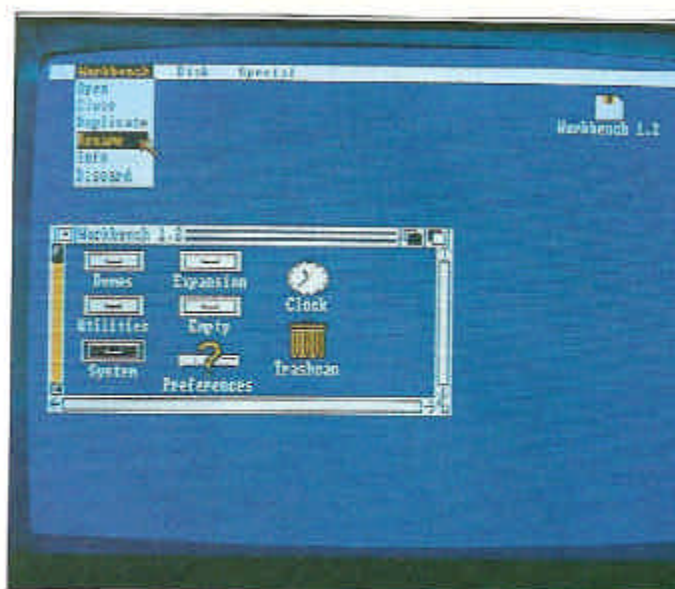 Workbench Disk Special
Open
Close
Duplicate
Rename
Info
Discard
Workbench 1.2
Workbench 1.2
Demos Expansion
Clock
Utilities Empty
System
Trashcan
Preferences